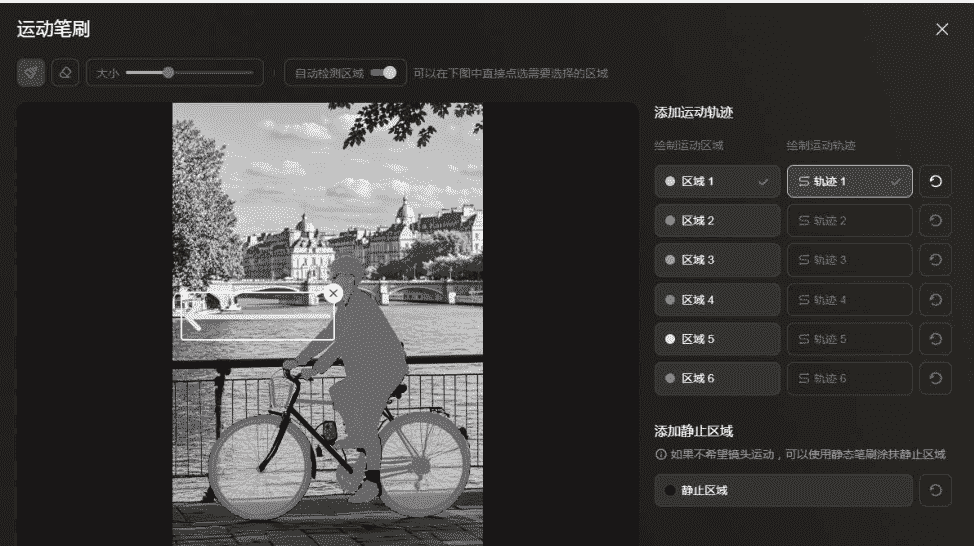 运动笔刷
大小
自动检测区域
可以在下图中直接点选需要选择的区域
添加运动轨迹
绘制运动区域 绘制运动轨迹
区域 1 轨迹 1
区域 2 轨迹 2
区域 3 轨迹 3
区域 4 轨迹 4
区域 5 轨迹 5
区域 6 轨迹 6
添加静止区域
如果不希望镜头运动，可以使用静态笔刷涂抹静止区域
静止区域